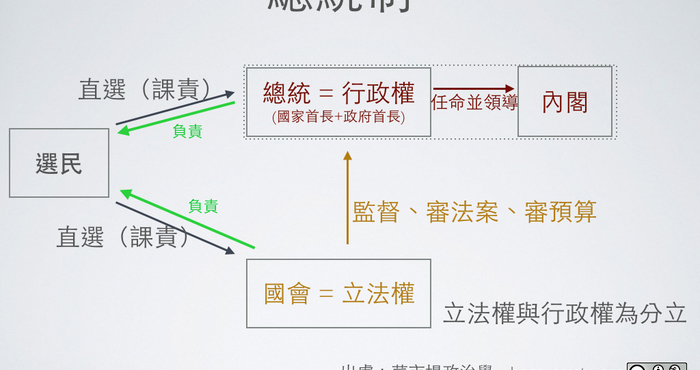 總統制
直選（課責）
負責
總統 = 行政權
(國家首長+政府首長)
任命並領導
內閣
選民
負責
直選（課責）
監督、審法案、審預算
國會 = 立法權
立法權與行政權為分立